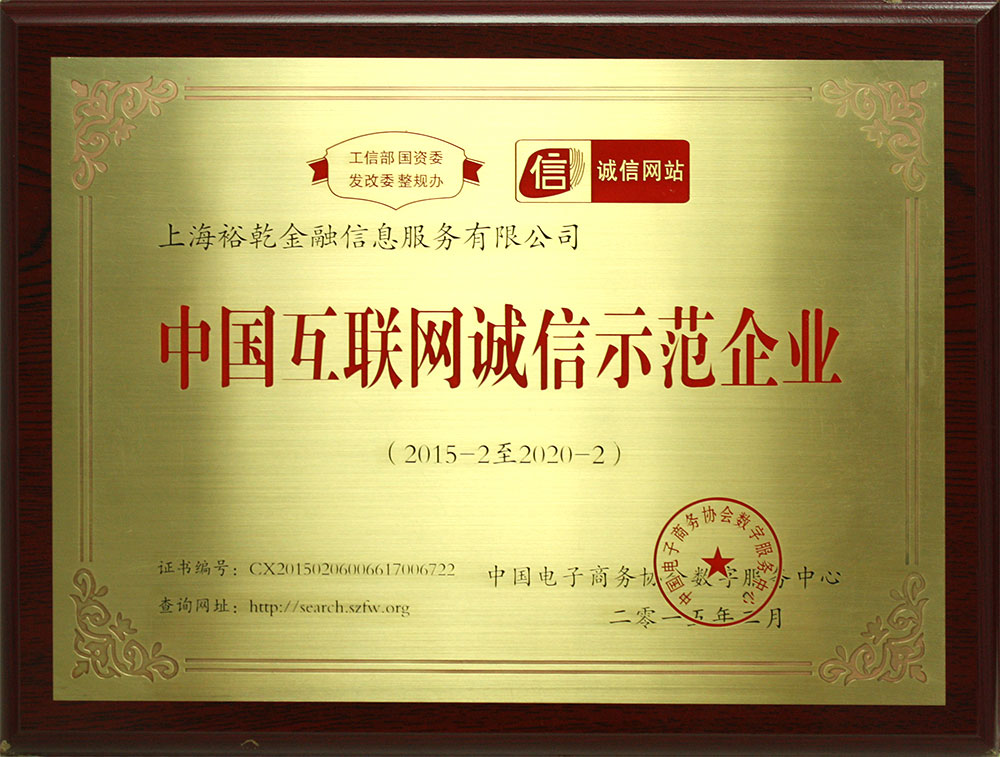 工信部 国资委
发改委 整规办
信 诚信网站
上海裕乾金融信息服务有限公司
中国互联网诚信示范企业
（2015-2至2020-2）
证书编号：CX20150206006617006722
查询网址：http://search.szfw.org
中国电子商务协会数字服务中心
二零一五年二月
中国电子商务协会数字服务中心